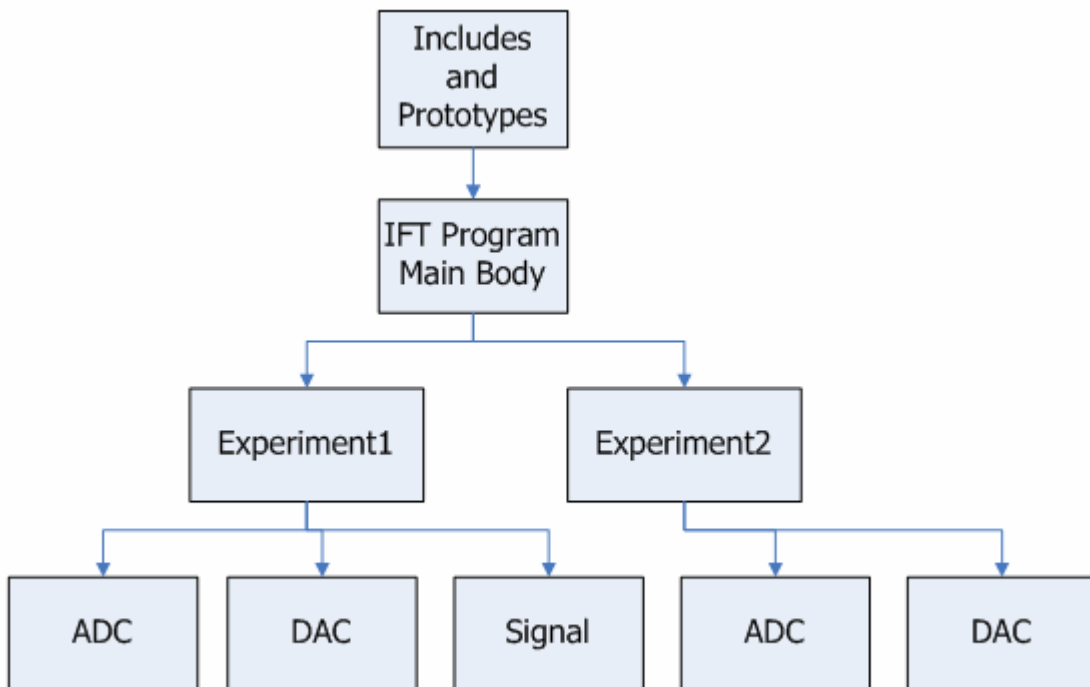 Includes
and
Prototypes
IFT Program
Main Body
Experiment1
Experiment2
ADC
DAC
Signal
ADC
DAC